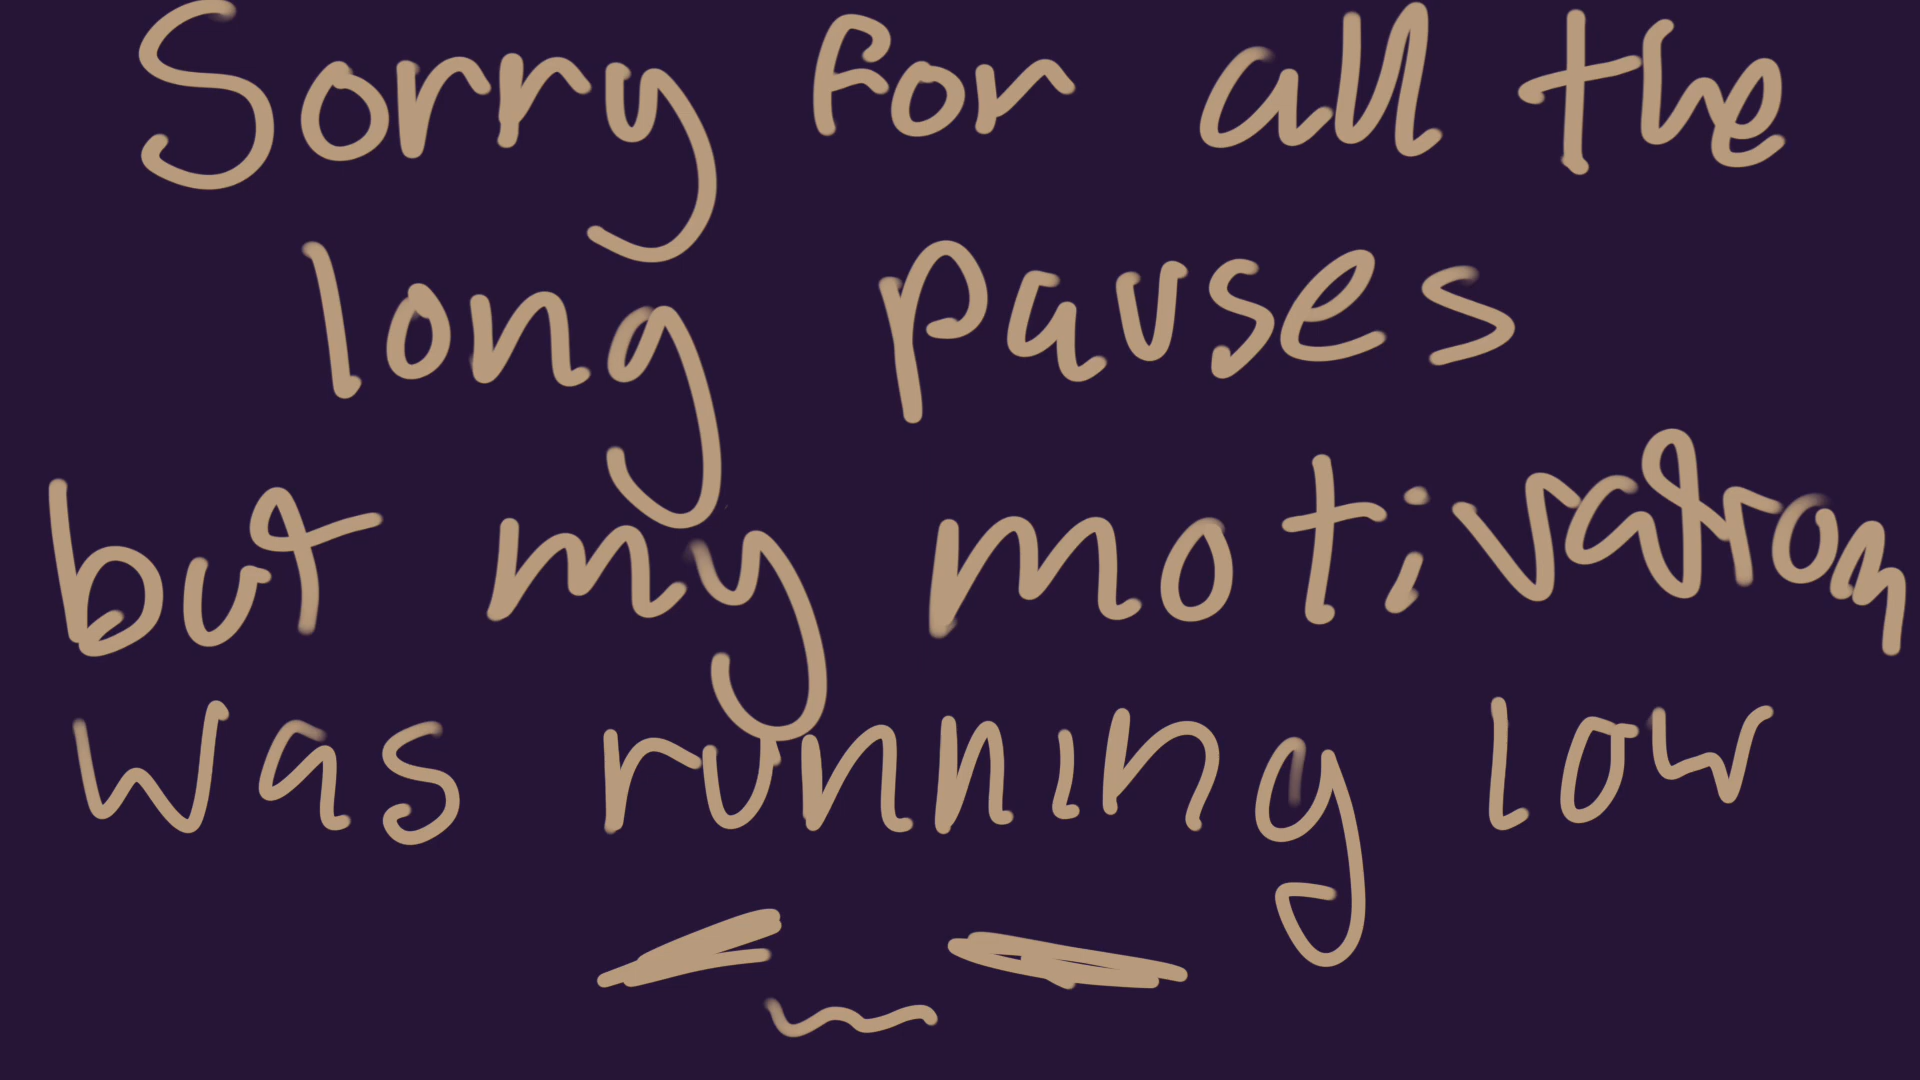 Sorry for all the
long pauses
but my motivation
was running low